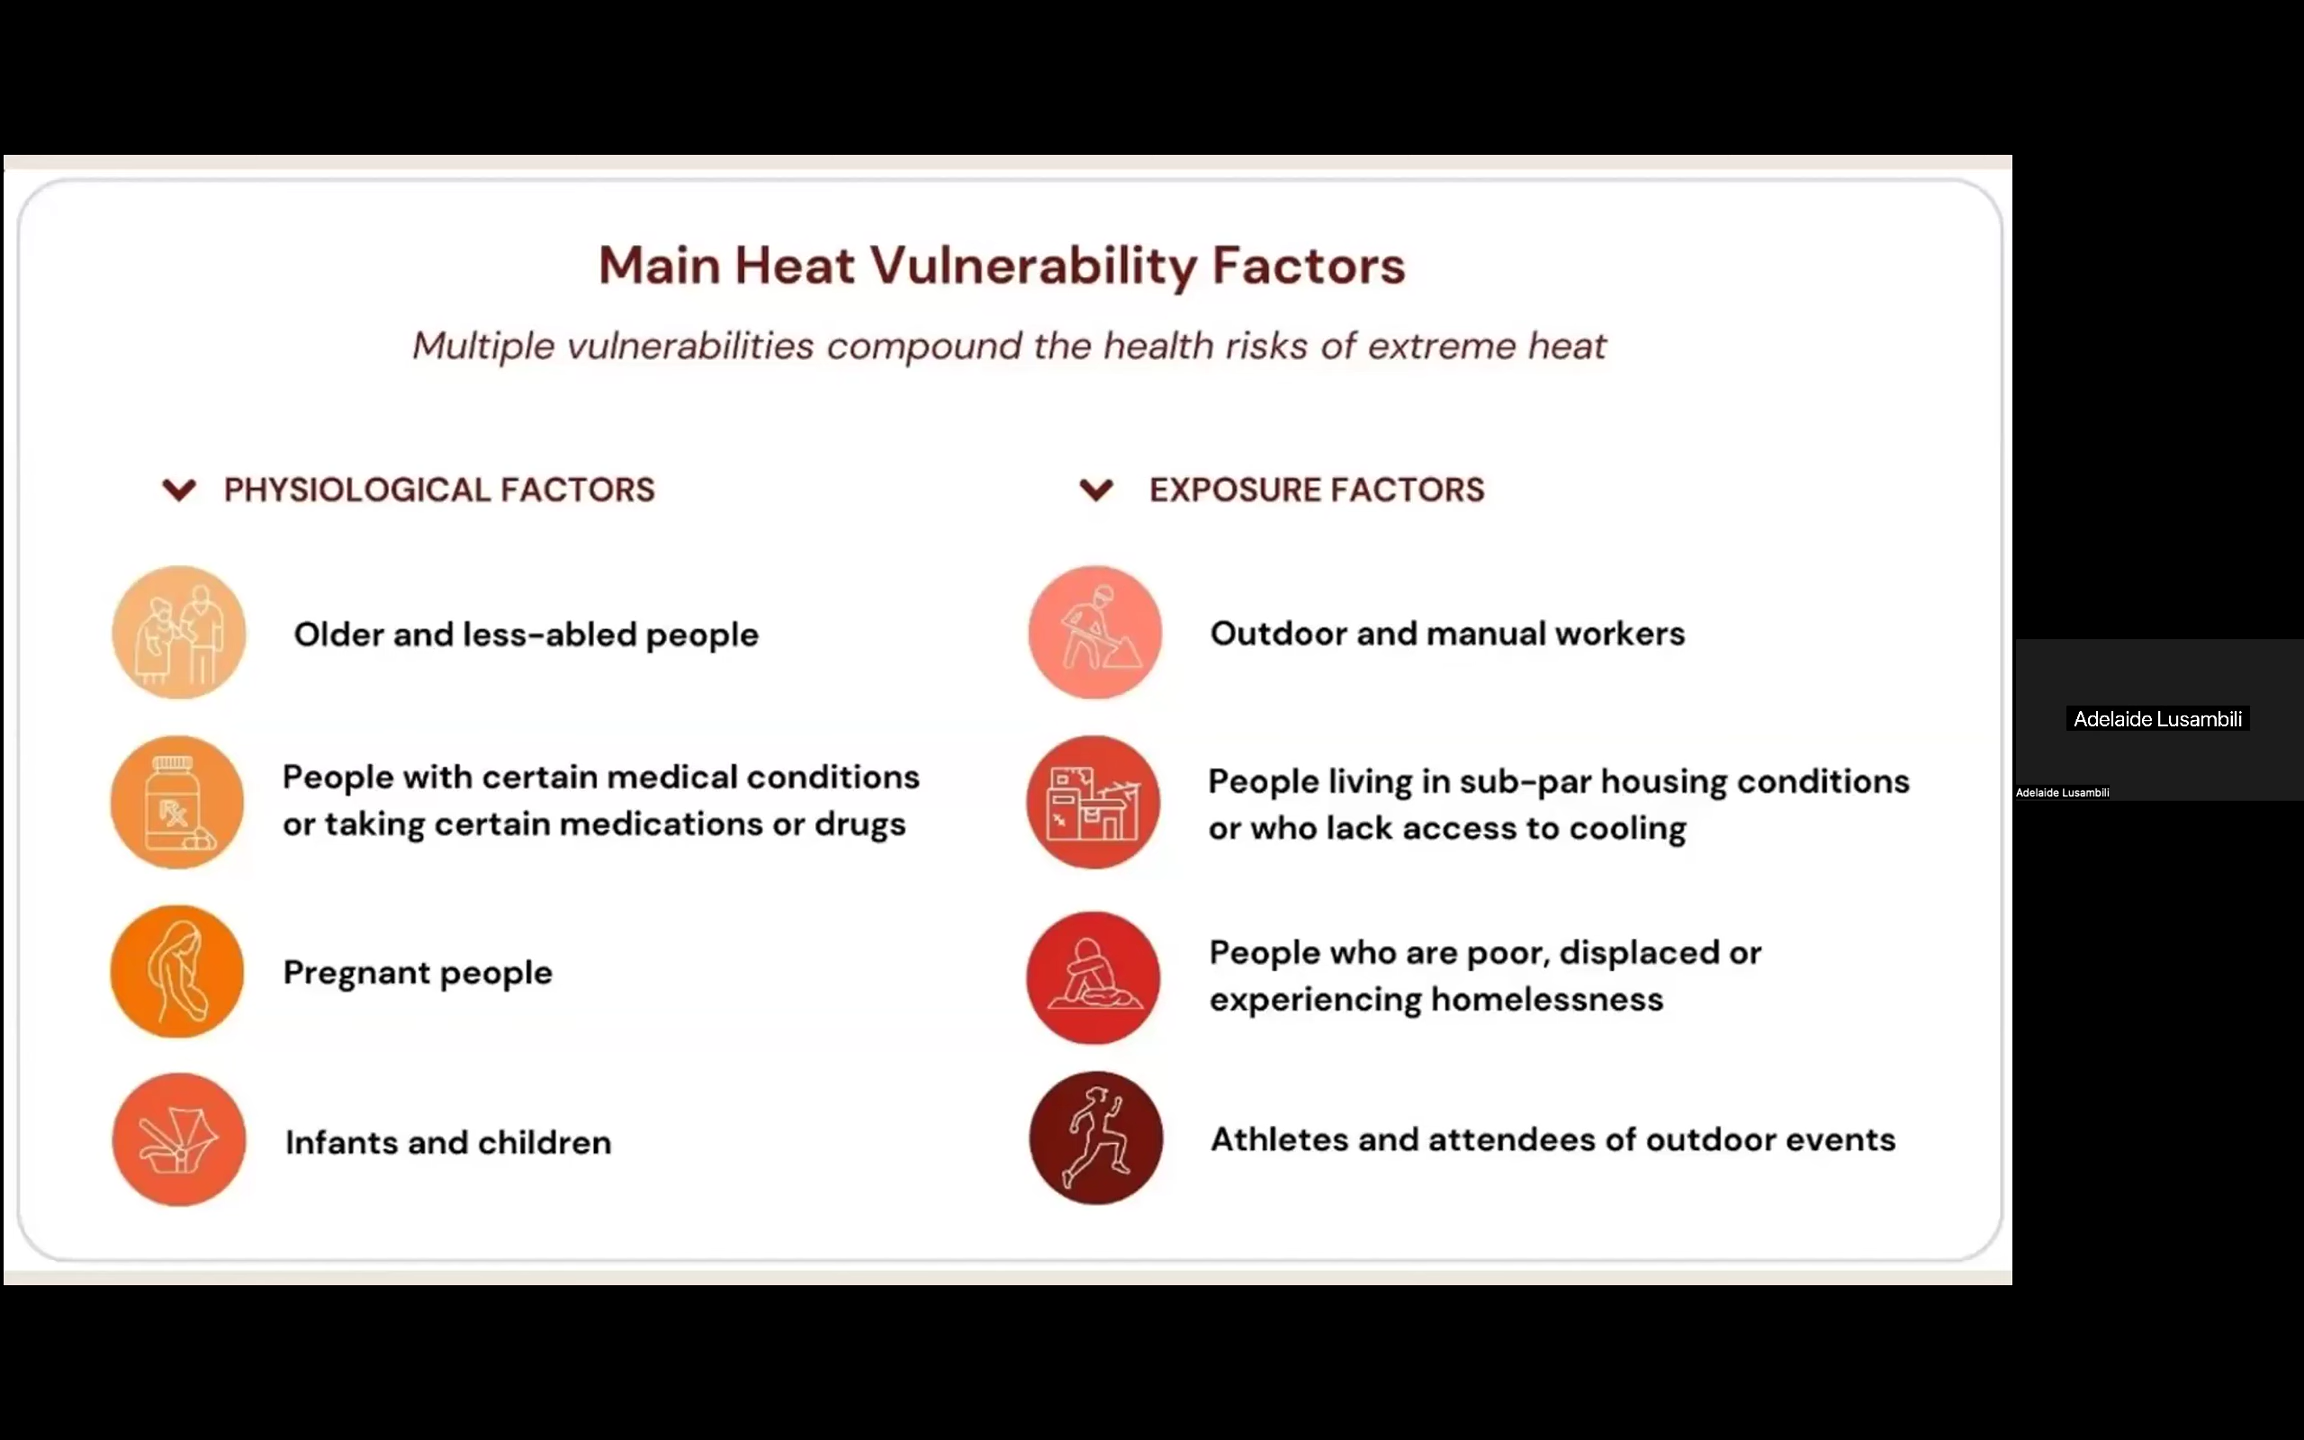 Main Heat Vulnerability Factors
Multiple vulnerabilities compound the health risks of extreme heat
PHYSIOLOGICAL FACTORS
Older and less-abled people
Rx
People with certain medical conditions
or taking certain medications or drugs
Pregnant people
Infants and children
EXPOSURE FACTORS
Outdoor and manual workers
People living in sub-par housing conditions
or who lack access to cooling
People who are poor, displaced or
experiencing homelessness
Athletes and attendees of outdoor events
Adelaide Lusambili
Adelaide Lusambili